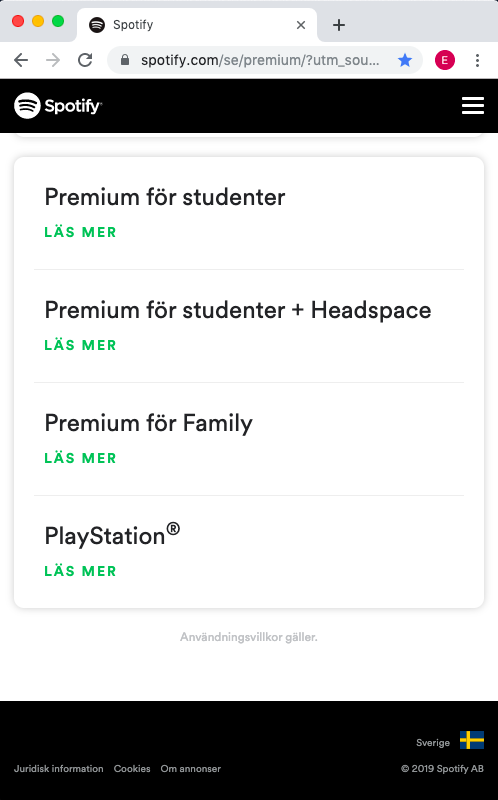 Spotify
spotify.com/se/premium/?utm_sou...
E
Spotify
Premium för studenter
LÄS MER
Premium för studenter + Headspace
LÄS MER
Premium för Family
LÄS MER
PlayStation®
LÄS MER
Användningsvillkor gäller.
Sverige
Juridisk information Cookies Om annonser © 2019 Spotify AB